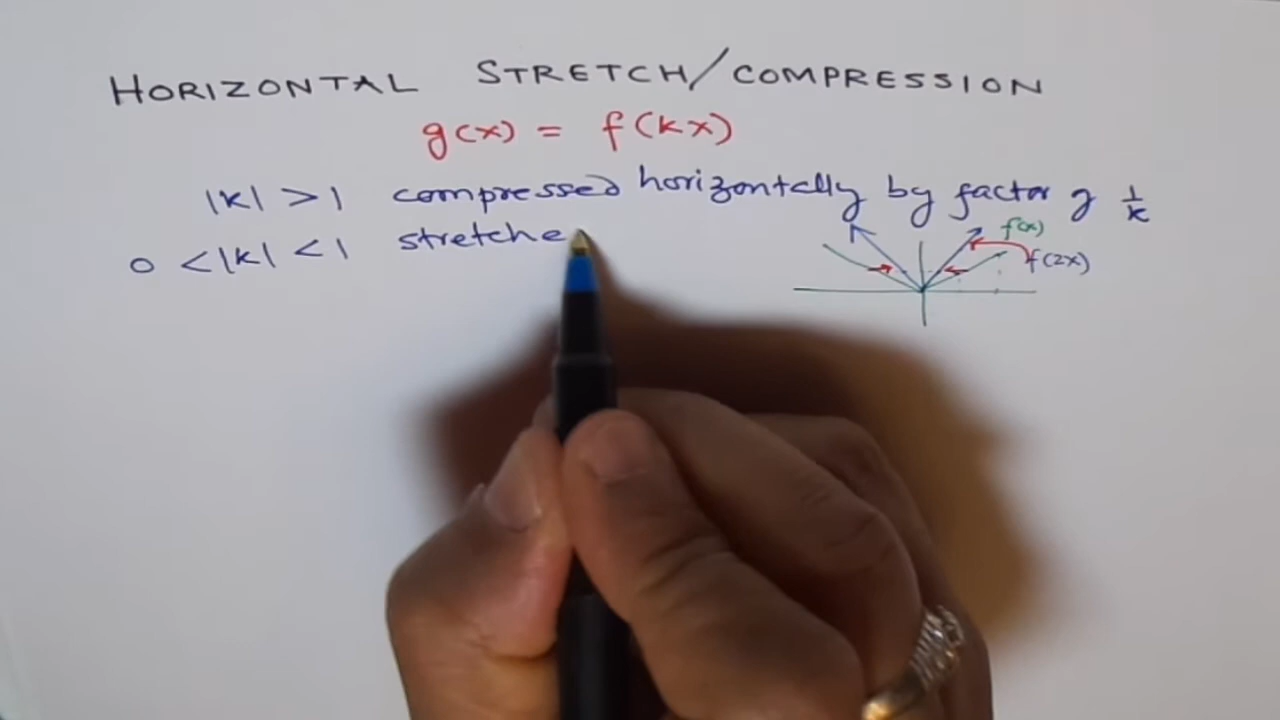 HORIZONTAL STRETCH/COMPRESSION
g(x) = f(kx)
|k| > 1 compressed horizontally by factor of 1/k
0 < |k| < 1 stretche
f(x)
f(2x)